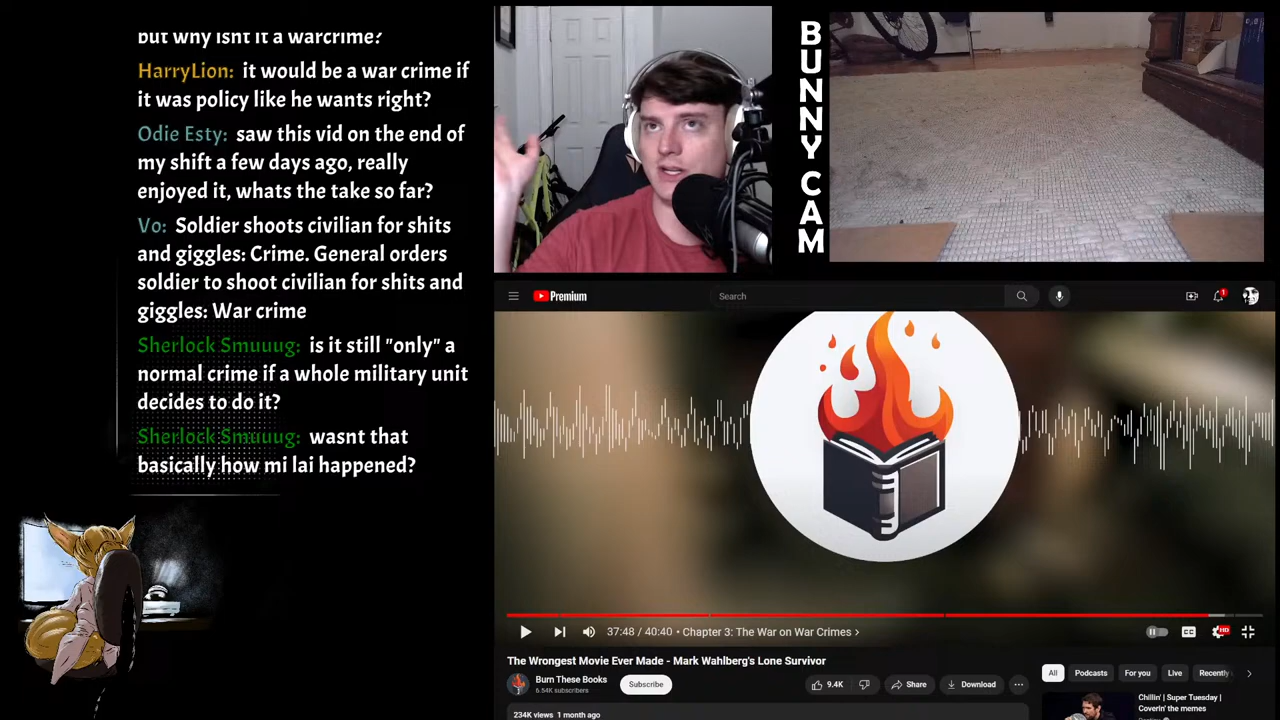 but why isnt it a warcrime?
HarryLion: it would be a war crime if
it was policy like he wants right?
Odie Esty: saw this vid on the end of
my shift a few days ago, really
enjoyed it, whats the take so far?
Vo: Soldier shoots civilian for shits
and giggles: Crime. General orders
soldier to shoot civilian for shits and
giggles: War crime
Sherlock Smuuug: is it still "only" a
normal crime if a whole military unit
decides to do it?
Sherlock Smuuug: wasnt that
basically how mi lai happened?
BUNNY CAM
Premium
Search
1
37:48 / 40:40 • Chapter 3: The War on War Crimes >
CC
HD
The Wrongest Movie Ever Made - Mark Wahlberg's Lone Survivor
Burn These Books
6.54K subscribers
Subscribe
9.4K
Share
Download
All
Podcasts
For you
Live
Recently
234K views 1 month ago
Chillin' | Super Tuesday |
Coverin' the memes